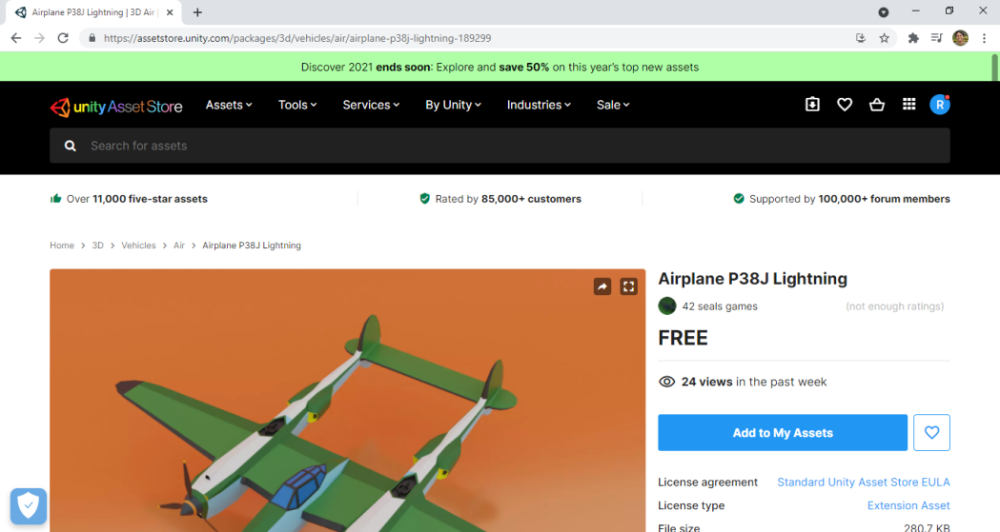 Airplane P38J Lightning | 3D Air
https://assetstore.unity.com/packages/3d/vehicles/air/airplane-p38j-lightning-189299
Discover 2021 ends soon: Explore and save 50% on this year's top new assets
unity Asset Store Assets Tools Services By Unity Industries Sale R
Search for assets
Over 11,000 five-star assets Rated by 85,000+ customers Supported by 100,000+ forum members
Home > 3D > Vehicles > Air > Airplane P38J Lightning
Airplane P38J Lightning
42 seals games (not enough ratings)
FREE
24 views in the past week
Add to My Assets
License agreement Standard Unity Asset Store EULA
License type Extension Asset
File size 280.7 KB